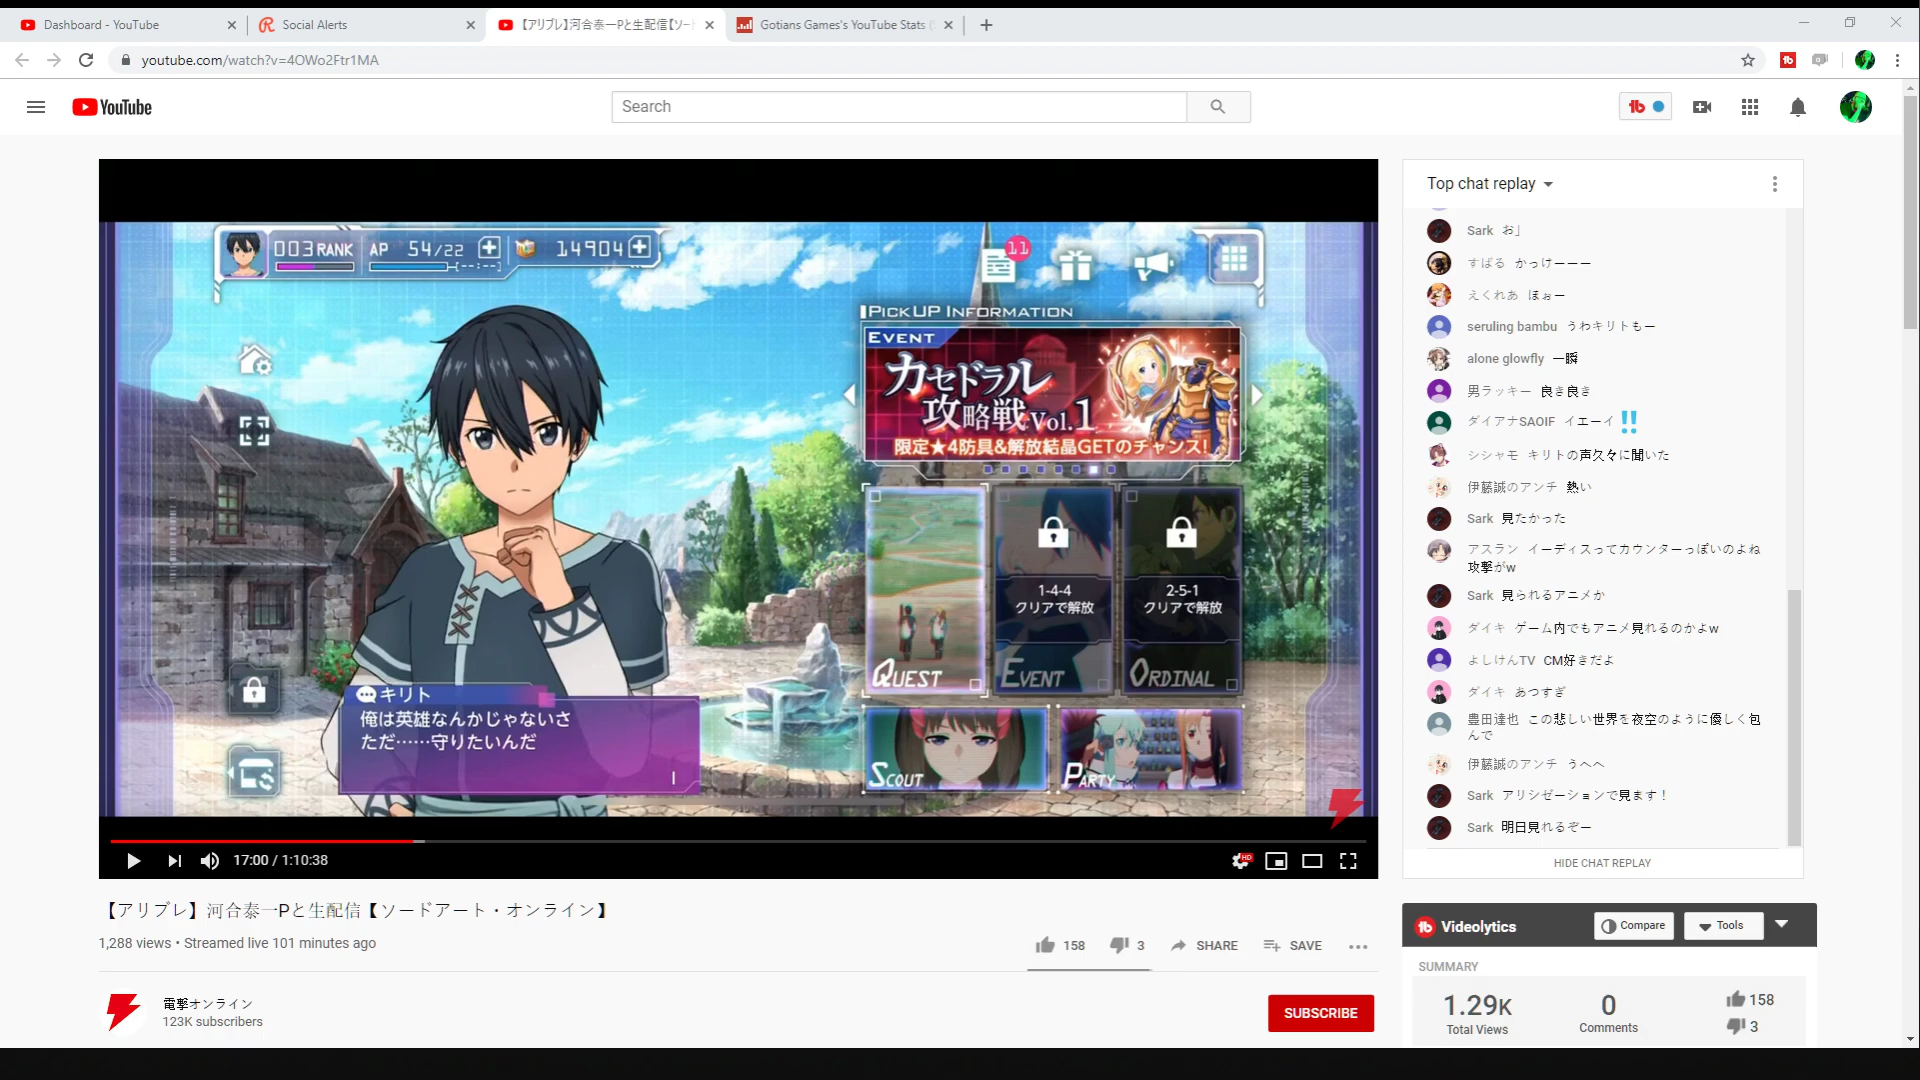 Dashboard - YouTube
Social Alerts
【アリブレ】河合泰一Pと生配信【ソー
Gotians Games's YouTube Stats (
youtube.com/watch?v=4OWo2Ftr1MA
YouTube
Search
003 RANK
AP 54/22
14904
11
PICKUP INFORMATION
EVENT
カセドラル
攻略戦Vol.1
限定★4防具&解放結晶GETのチャンス!
1-4-4
クリアで解放
2-5-1
クリアで解放
QUEST
EVENT
ORDINAL
SCOUT
PARTY
キリト
俺は英雄なんかじゃないさ
ただ……守りたいんだ
17:00 / 1:10:38
HD
Top chat replay
Sark お」
すばる かっけーーー
えくれあ ほぉー
seruling bambu うわキリトもー
alone glowfly 一瞬
男ラッキー 良き良き
ダイアナSAOIF イエーイ‼
シシャモ キリトの声久々に聞いた
伊藤誠のアンチ 熱い
Sark 見たかった
アスラン イーディスってカウンターっぽいのよね
攻撃がw
Sark 見られるアニメか
ダイキ ゲーム内でもアニメ見れるのかよw
よしけんTV CM好きだよ
ダイキ あつすぎ
豊田達也 この悲しい世界を夜空のように優しく包
んで
伊藤誠のアンチ うへへ
Sark アリシゼーションで見ます！
Sark 明日見れるぞー
HIDE CHAT REPLAY
【アリブレ】河合泰一Pと生配信【ソードアート・オンライン】
1,288 views • Streamed live 101 minutes ago
158
3
SHARE
SAVE
電撃オンライン
123K subscribers
SUBSCRIBE
Videolytics
Compare
Tools
SUMMARY
1.29K
Total Views
0
Comments
158
3